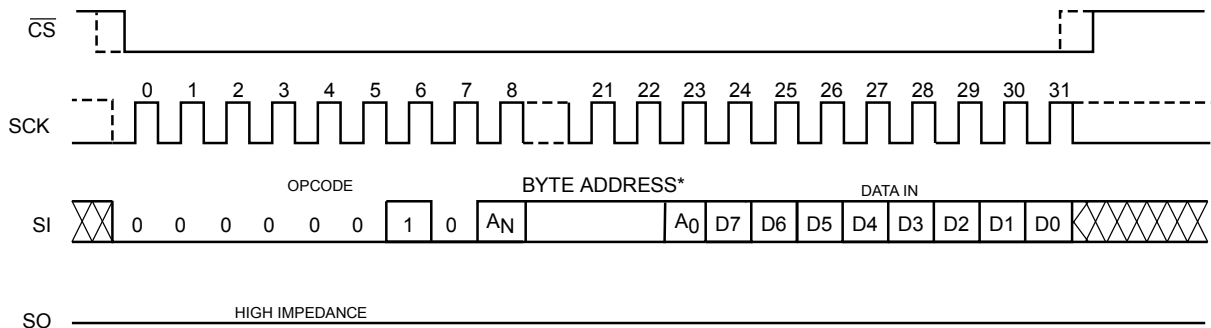 CS
0 1 2 3 4 5 6 7 8 21 22 23 24 25 26 27 28 29 30 31
SCK
OPCODE BYTE ADDRESS* DATA IN
SI 0 0 0 0 0 0 1 0 AN A0 D7 D6 D5 D4 D3 D2 D1 D0
HIGH IMPEDANCE
SO